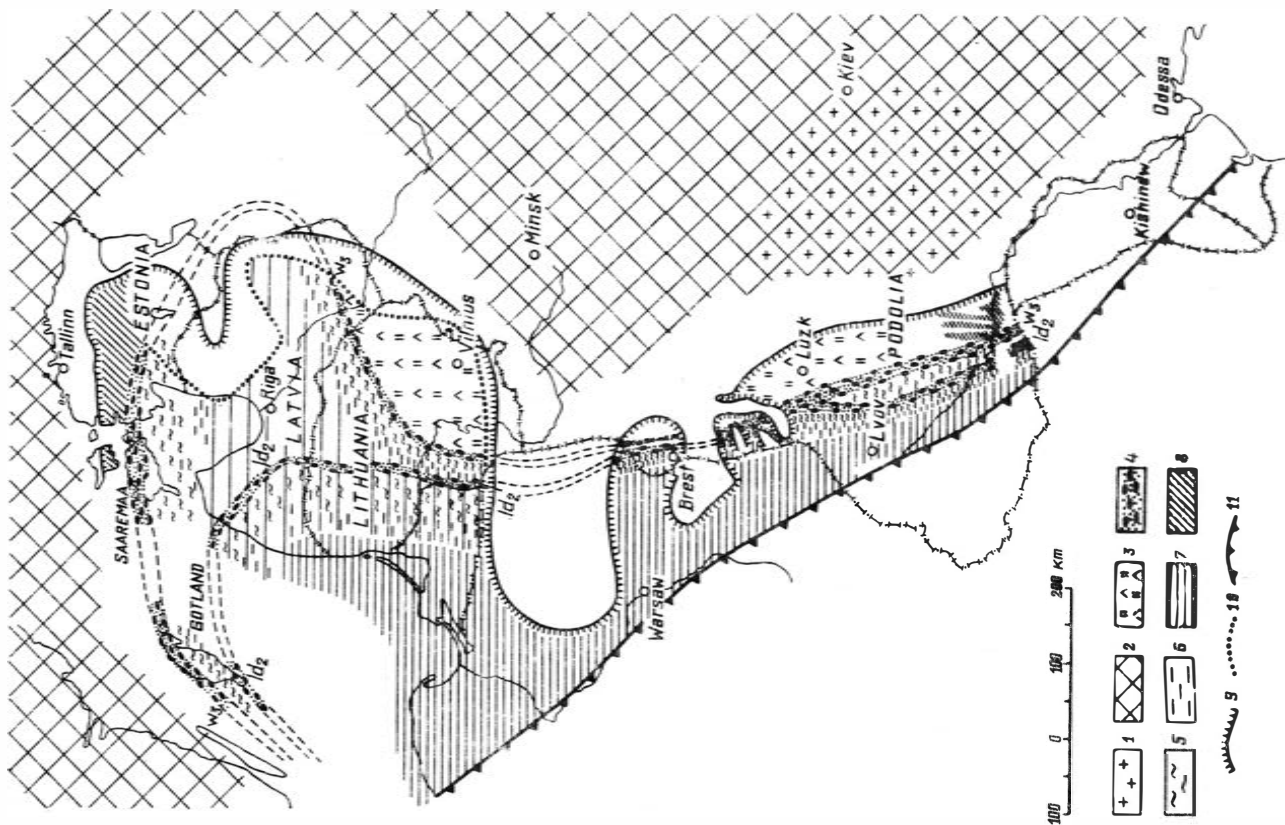 Tallinn
ESTONIA
SAAREMAA
Riga
LATVIA
GOTLAND
ld₂
ld₂
w₃
w₃
LITHUANIA
Vilnius
Minsk
ld₂
Brest
Warsaw
Kiev
Luzk
PODOLIA
Lvov
w₃
ld₂
Kishinëw
Odessa
100 0 100 200 KM
1 2 3 4
5 6 7 8
9 10 11